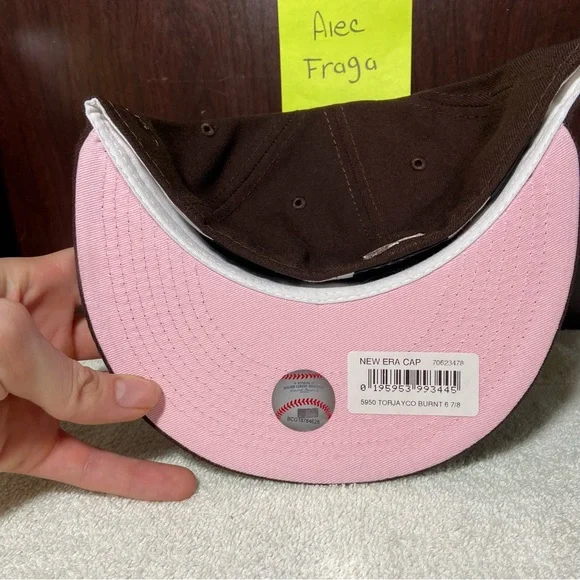 Alec
Fraga
NEW ERA CAP 70623478
0 195953 993445
5950 TORJAYCO BURNT 6 7/8